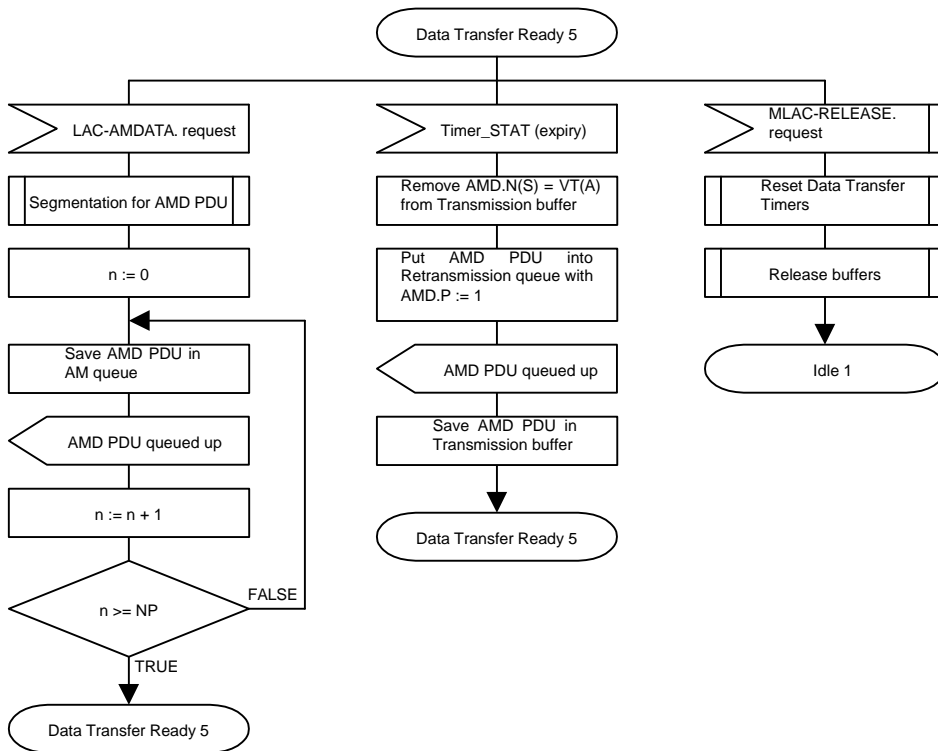 Data Transfer Ready 5
LAC-AMDATA. request
Segmentation for AMD PDU
n := 0
Save AMD PDU in
AM queue
AMD PDU queued up
n := n + 1
n >= NP
FALSE
TRUE
Data Transfer Ready 5
Timer_STAT (expiry)
Remove AMD.N(S) = VT(A)
from Transmission buffer
Put AMD PDU into
Retransmission queue with
AMD.P := 1
AMD PDU queued up
Save AMD PDU in
Transmission buffer
Data Transfer Ready 5
MLAC-RELEASE.
request
Reset Data Transfer
Timers
Release buffers
Idle 1